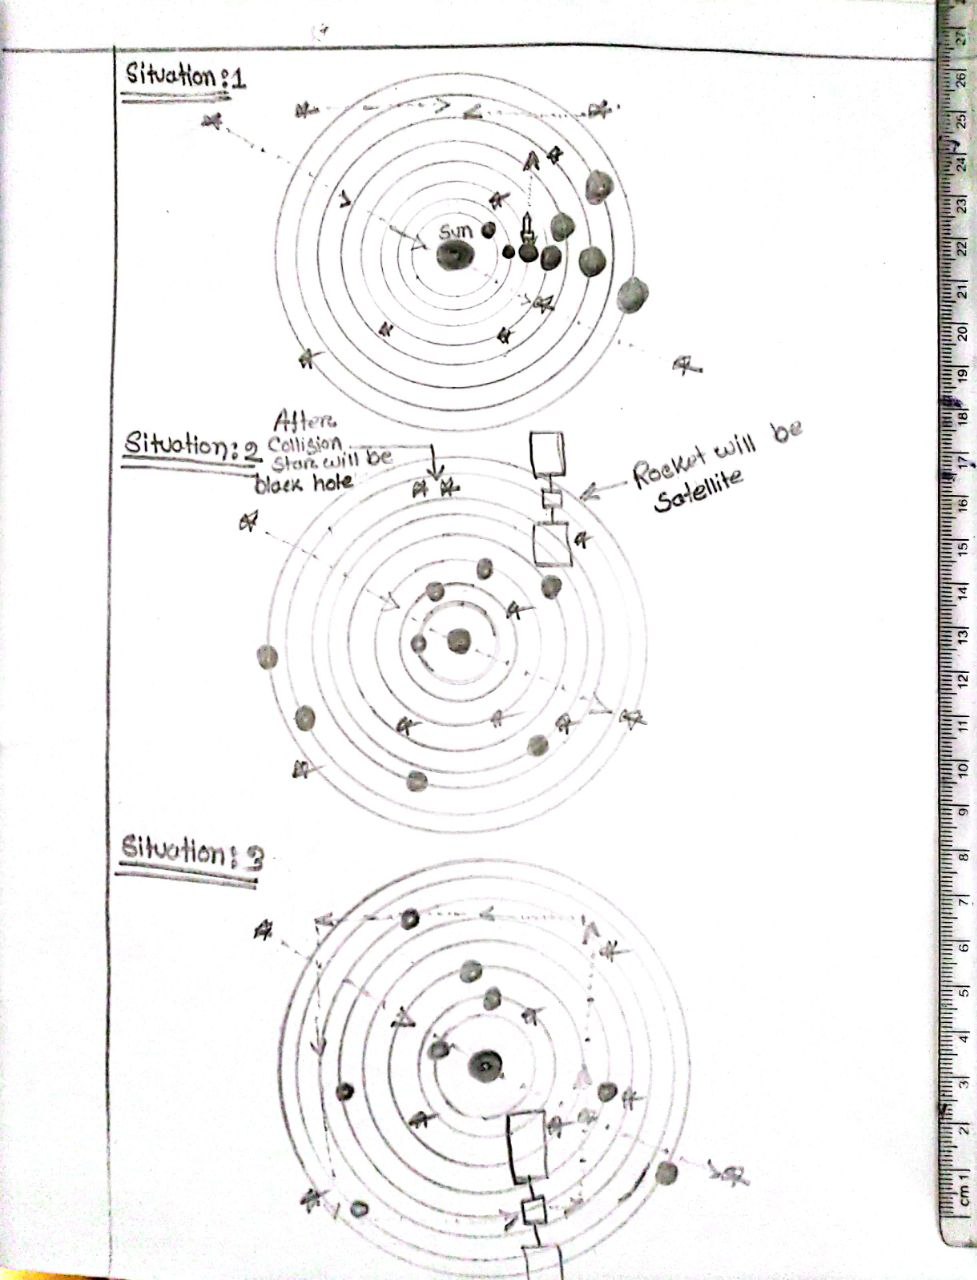 Situation:1
Sun
Situation:2
After
Collision
Stars will be
black hole
Rocket will be
Satellite
Situation:3
27
26
25
24
23
22
21
20
19
18
17
16
15
14
13
12
11
10
9
8
7
6
5
4
3
2
cm 1